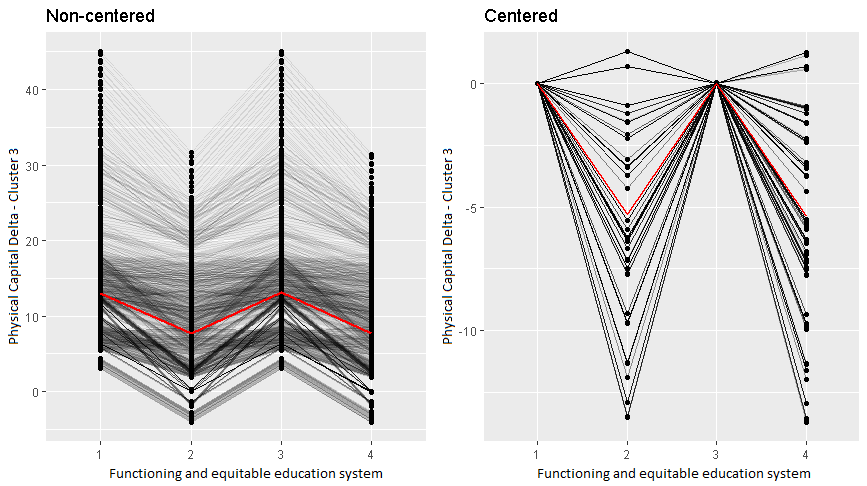 Non-centered
Physical Capital Delta - Cluster 3
40
30
20
10
0
1 2 3 4
Functioning and equitable education system
Centered
Physical Capital Delta - Cluster 3
0
-5
-10
1 2 3 4
Functioning and equitable education system